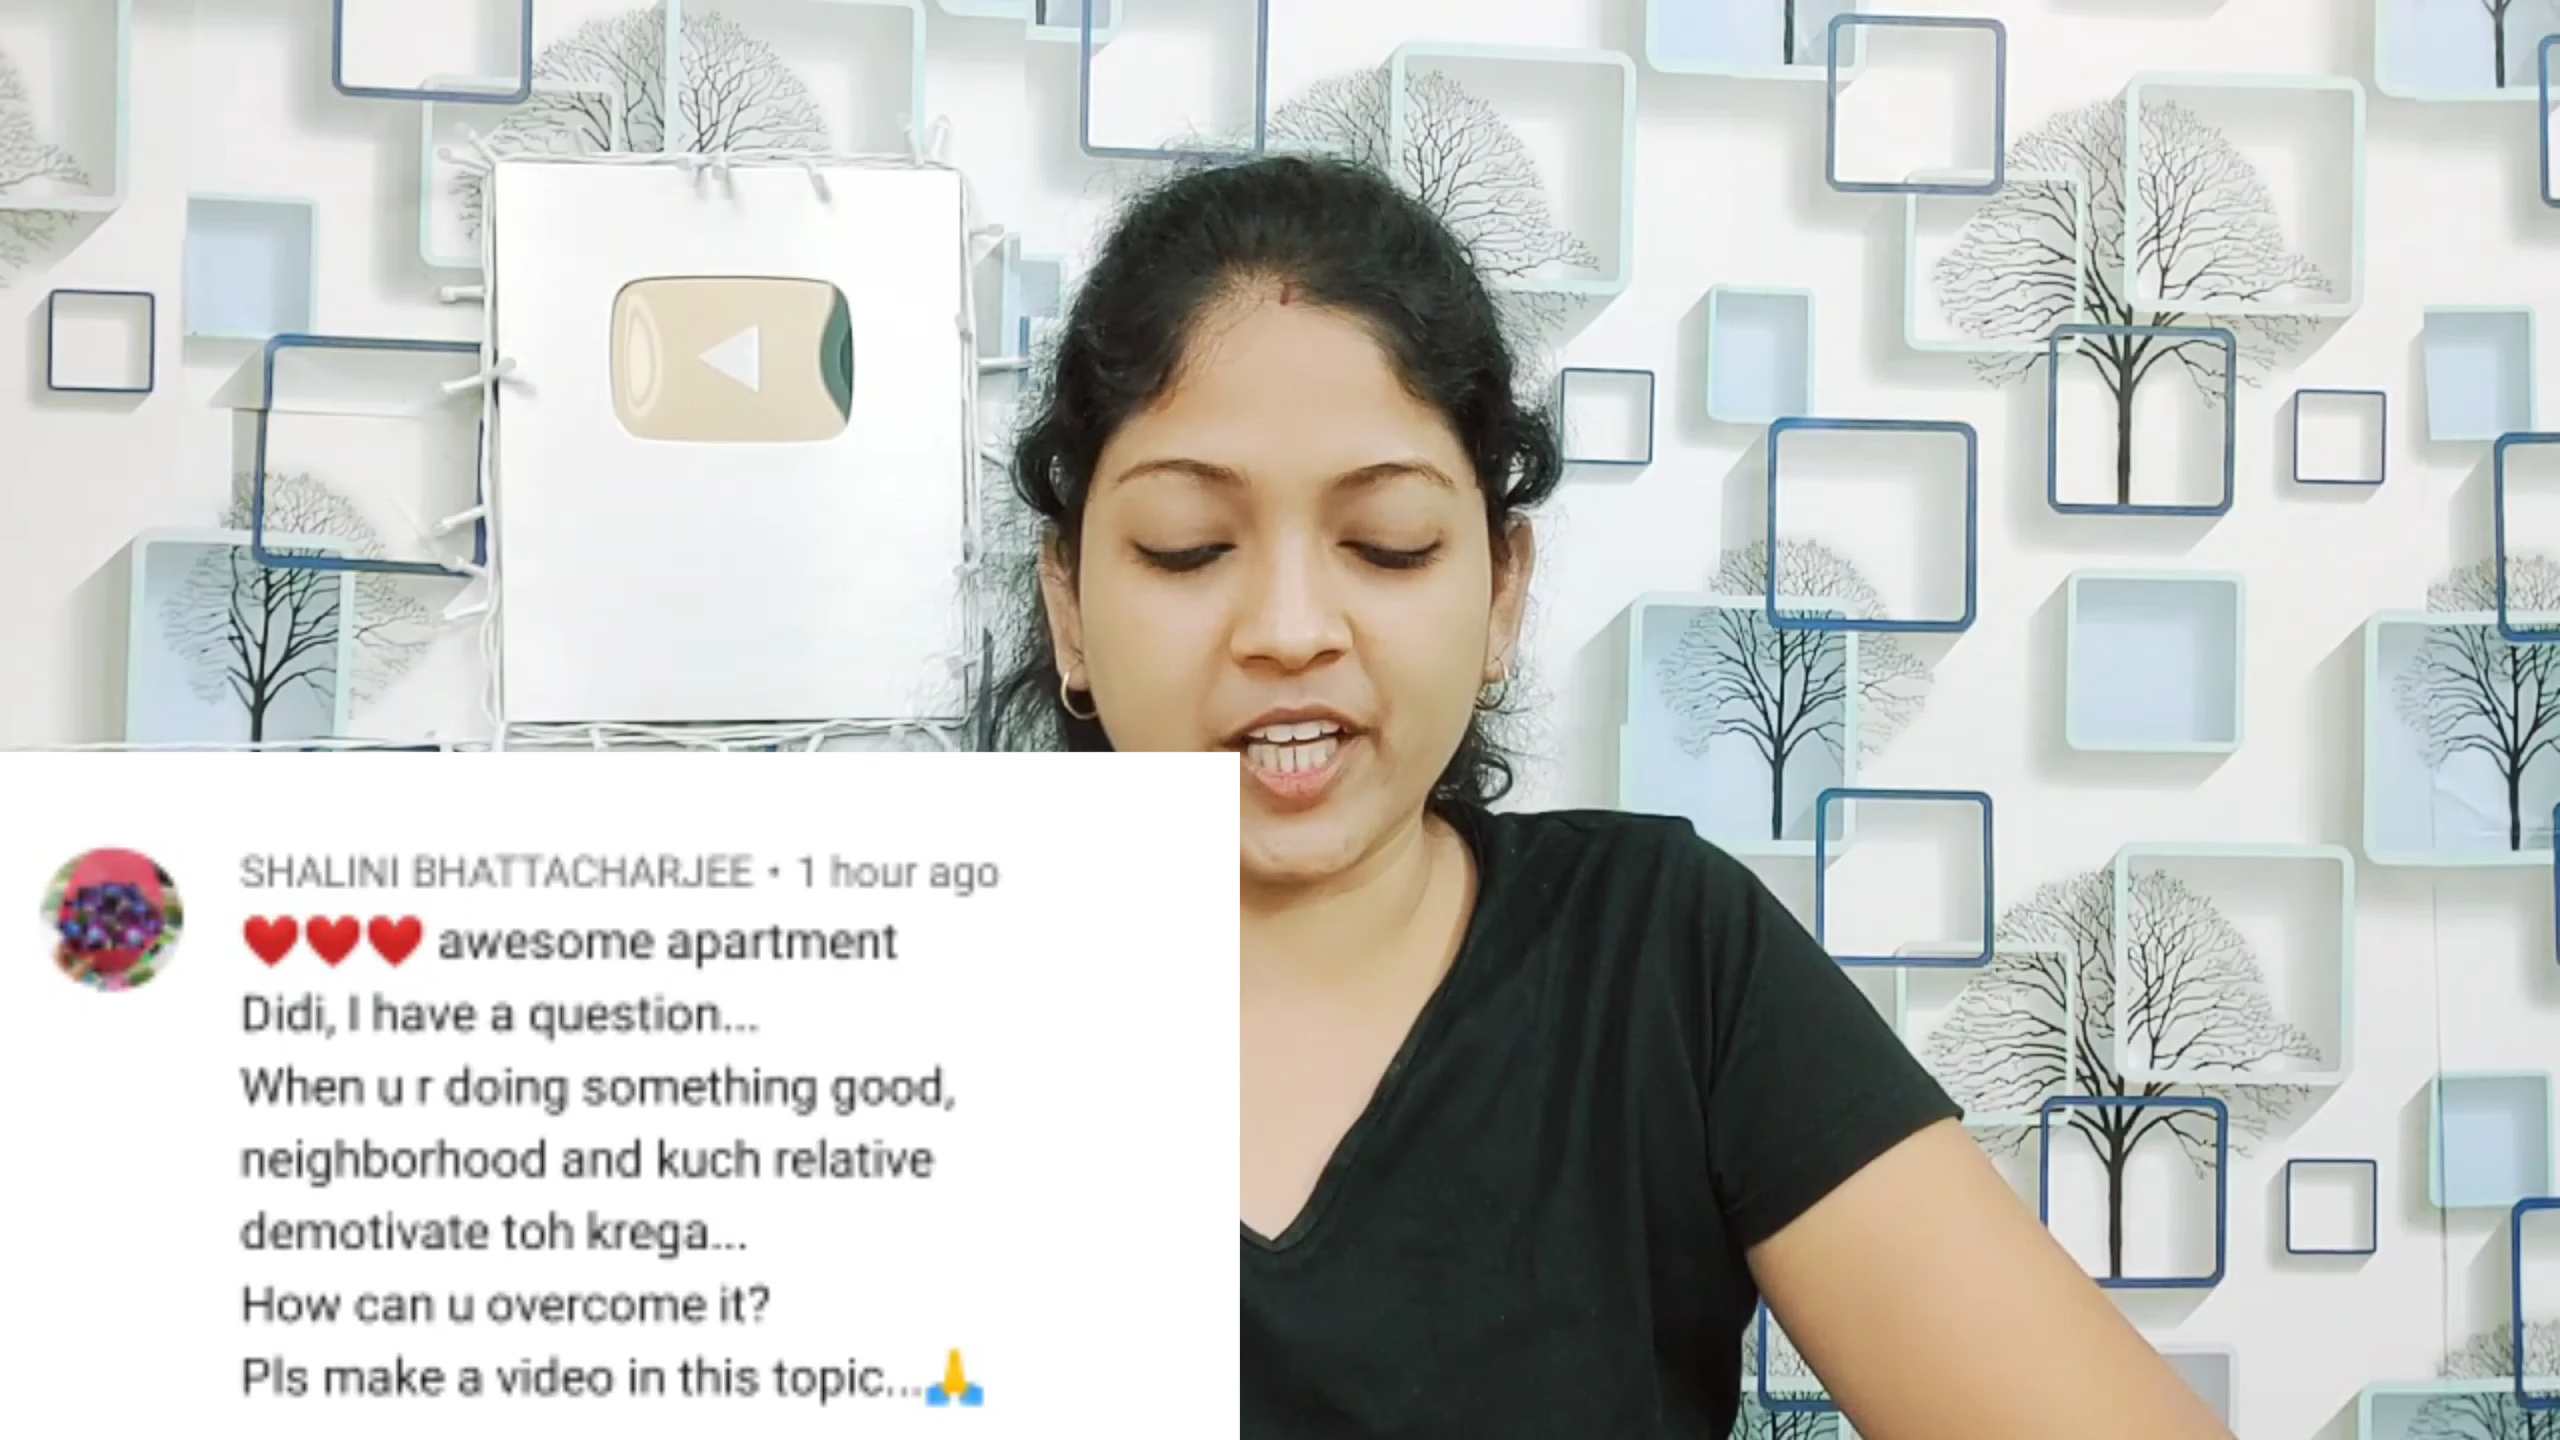 SHALINI BHATTACHARJEE • 1 hour ago
❤️❤️❤️ awesome apartment
Didi, I have a question...
When u r doing something good,
neighborhood and kuch relative
demotivate toh krega...
How can u overcome it?
Pls make a video in this topic...🙏